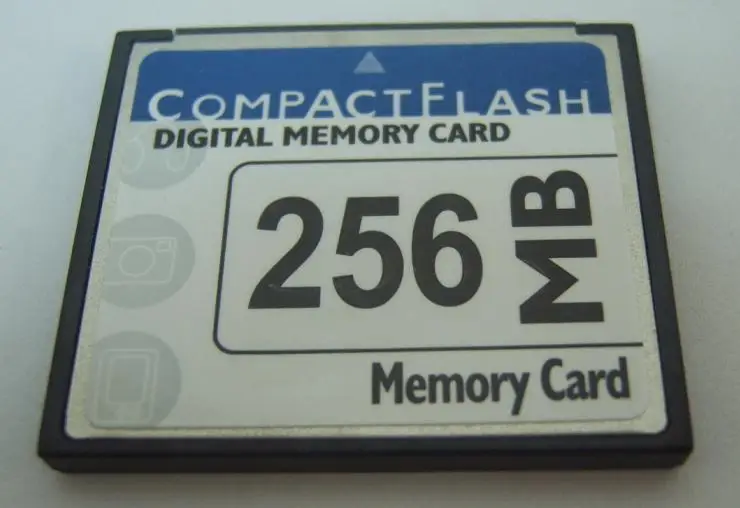 COMPACTFLASH
DIGITAL MEMORY CARD
256 MB
Memory Card